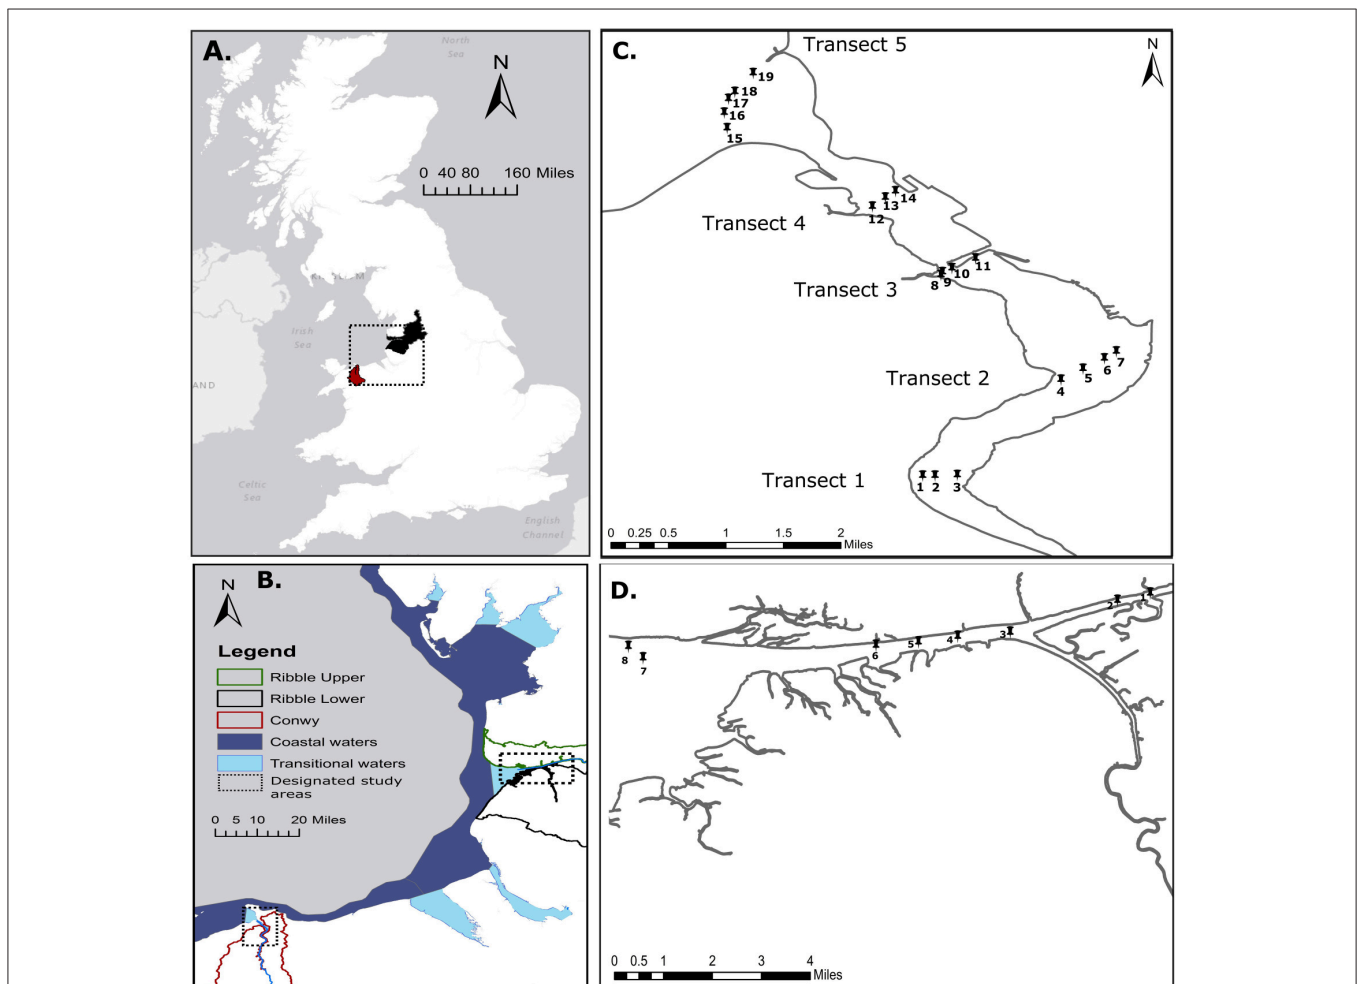 A.
North
Sea
N
0 40 80 160 Miles
Irish
Sea
AND
Celtic
Sea
English
Channel
C.
Transect 5
N
19
18
17
16
15
14
13
12
Transect 4
11
10
9
8
Transect 3
7
6
5
4
Transect 2
Transect 1
1 2 3
0 0.25 0.5 1 1.5 2
Miles
B.
N
Legend
Ribble Upper
Ribble Lower
Conwy
Coastal waters
Transitional waters
Designated study
areas
0 5 10 20 Miles
D.
1
2
3
4
5
6
8
7
0 0.5 1 2 3 4
Miles